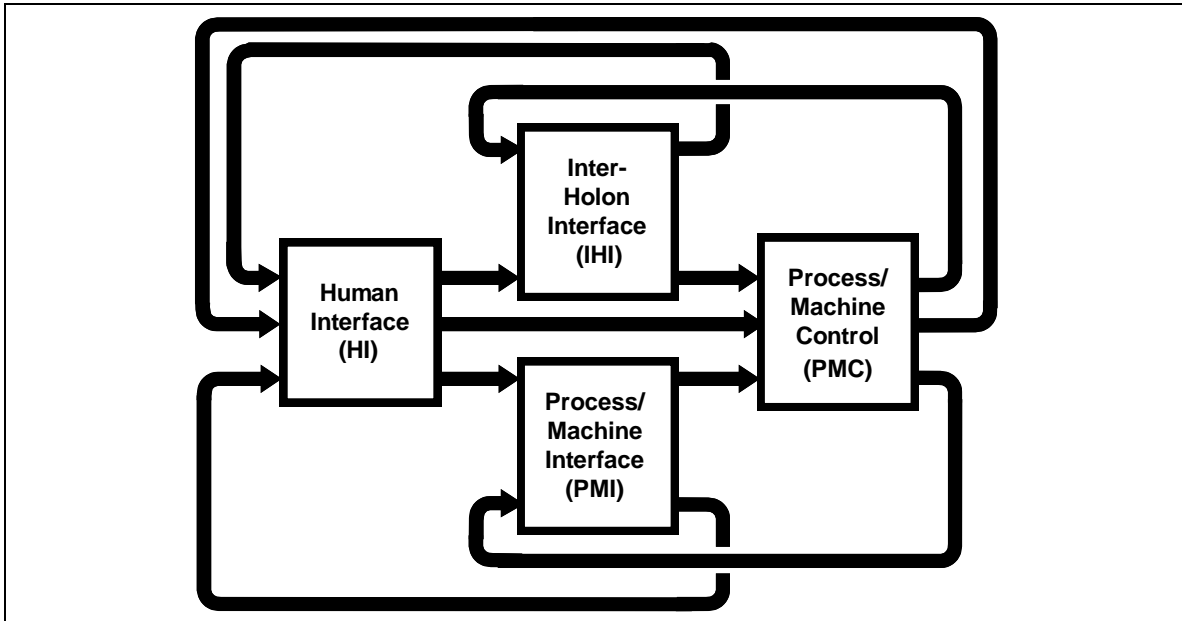 Inter-
Holon
Interface
(IHI)
Human
Interface
(HI)
Process/
Machine
Control
(PMC)
Process/
Machine
Interface
(PMI)